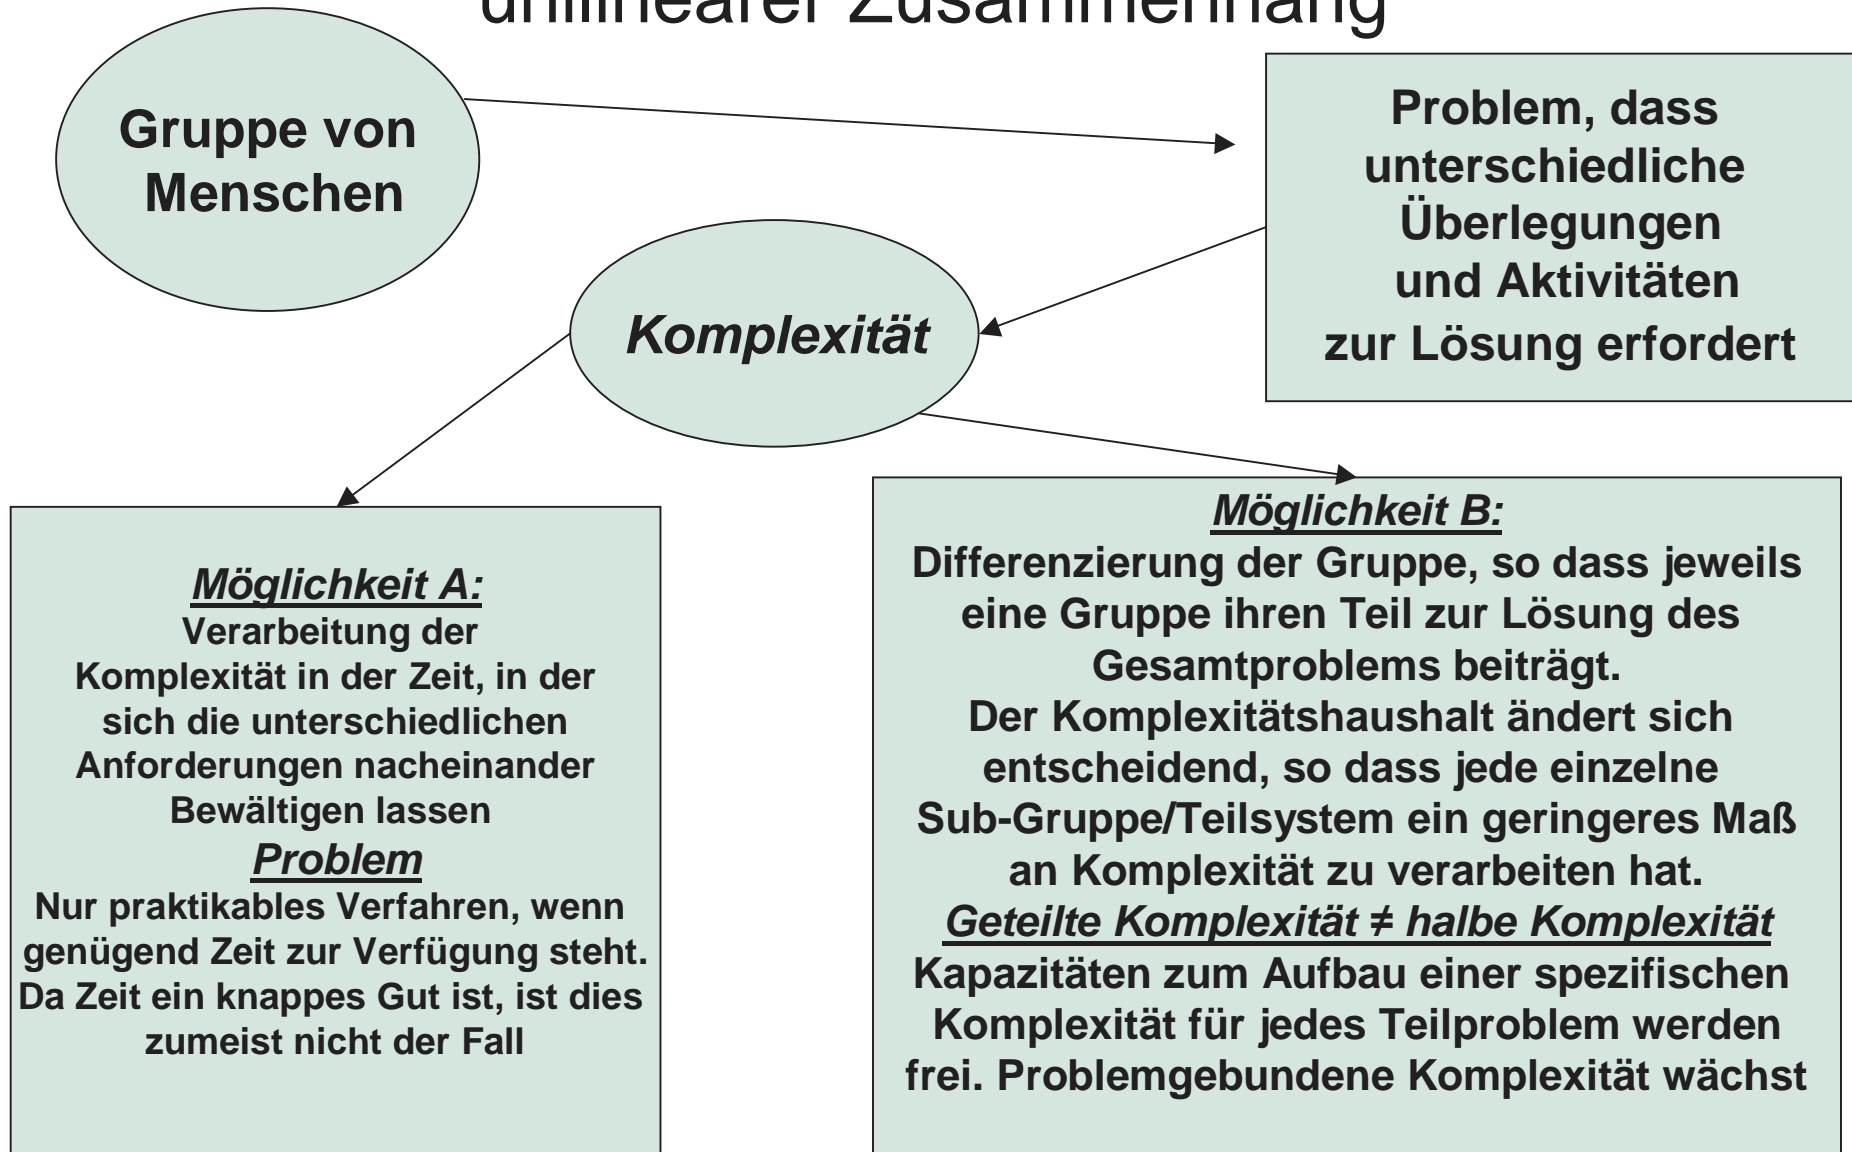 Zusammenhang
Gruppe von
Menschen
Problem, dass
unterschiedliche
Überlegungen
und Aktivitäten
zur Lösung erfordert
Komplexität
Möglichkeit A:
Verarbeitung der
Komplexität in der Zeit, in der
sich die unterschiedlichen
Anforderungen nacheinander
Bewältigen lassen
Problem
Nur praktikables Verfahren, wenn
genügend Zeit zur Verfügung steht.
Da Zeit ein knappes Gut ist, ist dies
zumeist nicht der Fall
Möglichkeit B:
Differenzierung der Gruppe, so dass jeweils
eine Gruppe ihren Teil zur Lösung des
Gesamtproblems beiträgt.
Der Komplexitätshaushalt ändert sich
entscheidend, so dass jede einzelne
Sub-Gruppe/Teilsystem ein geringeres Maß
an Komplexität zu verarbeiten hat.
Geteilte Komplexität ≠ halbe Komplexität
Kapazitäten zum Aufbau einer spezifischen
Komplexität für jedes Teilproblem werden
frei. Problemgebundene Komplexität wächst